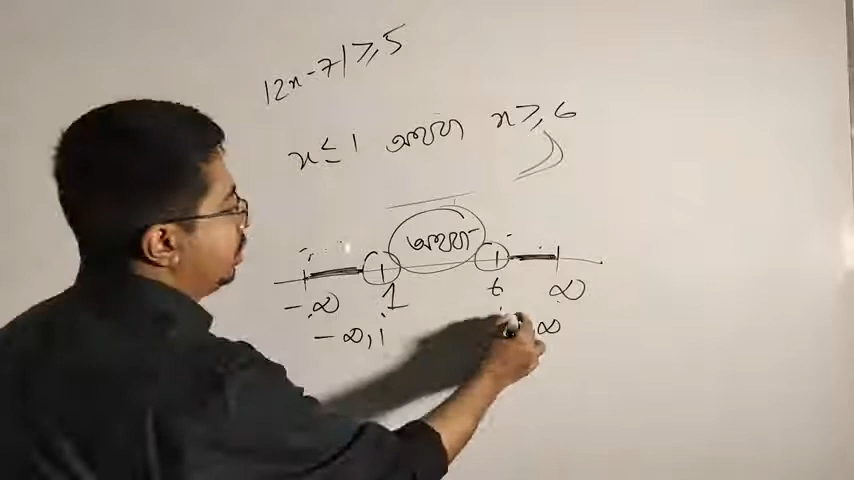 |2x-7|≥5
x≤1 অথবা x≥6
অথবা
-∞ 1 6 ∞
-∞,1 ,∞